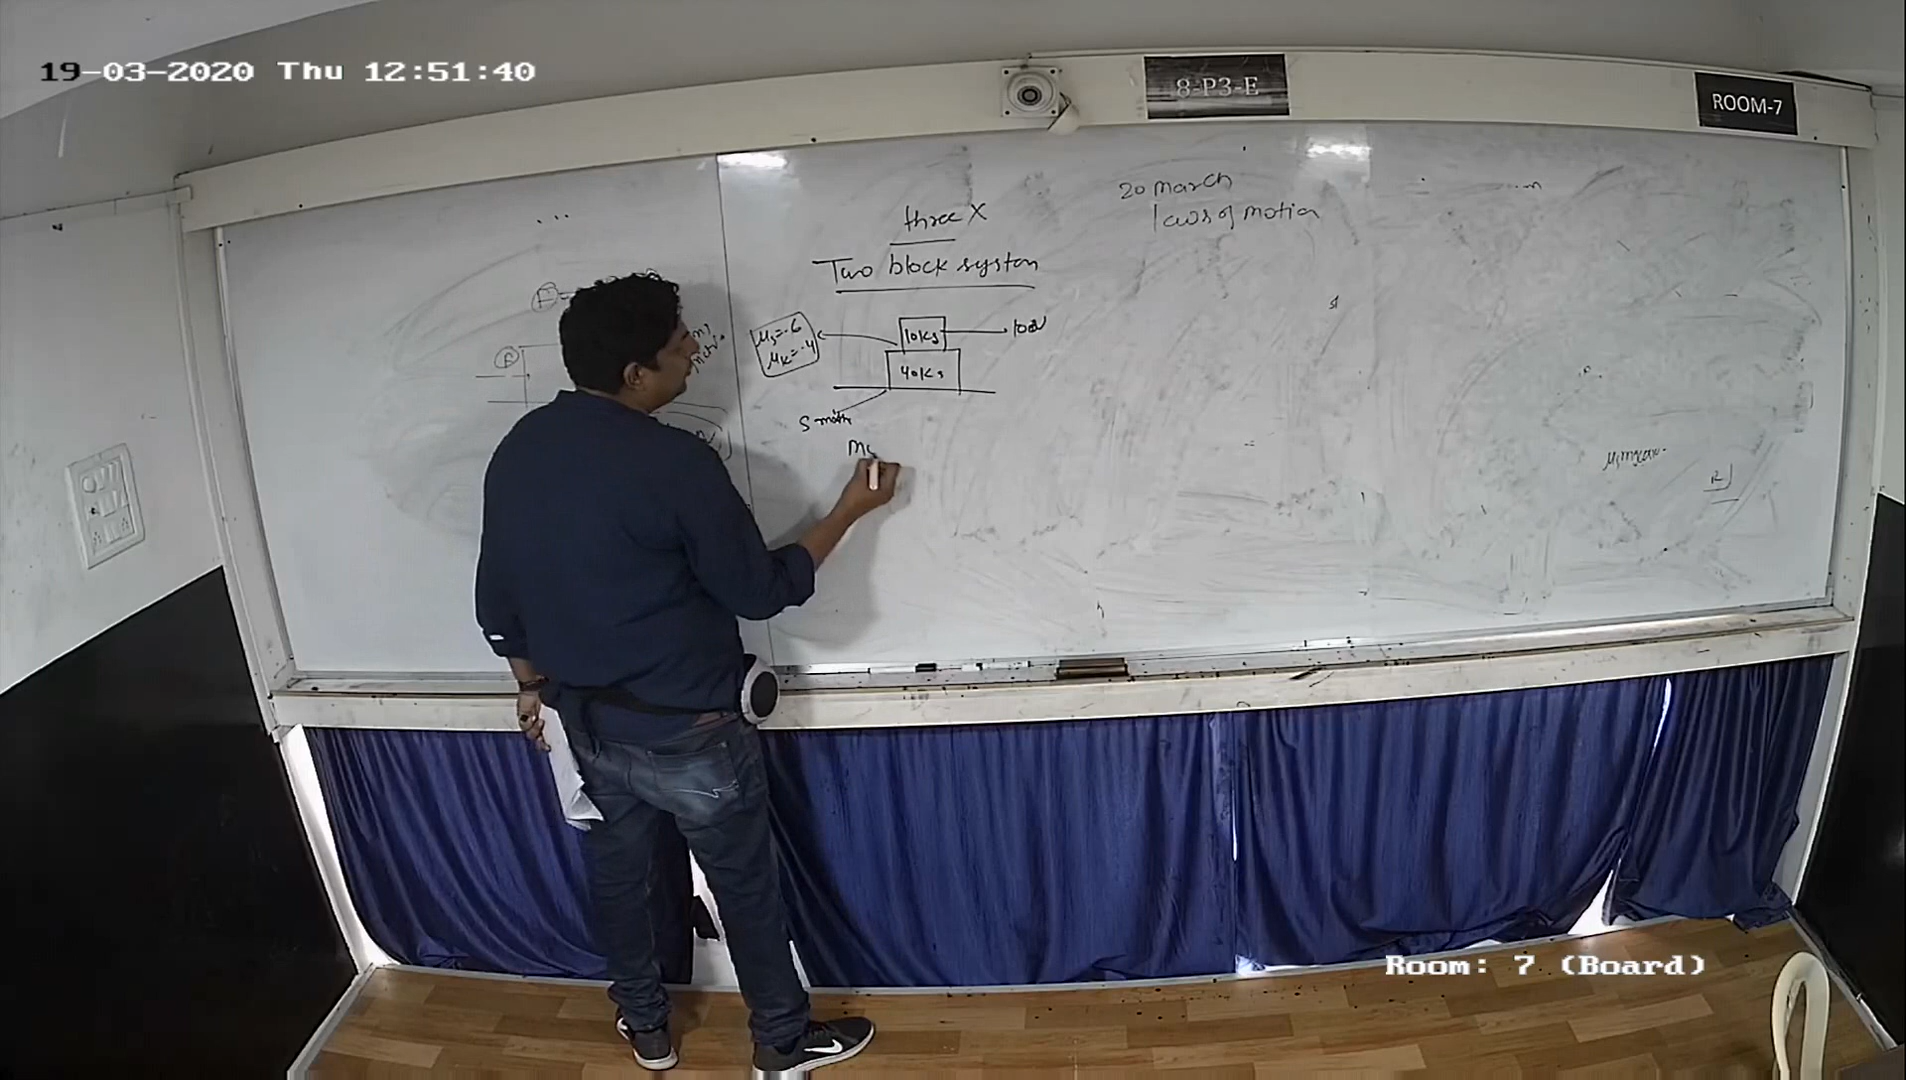 19-03-2020 Thu 12:51:40
8-P3-E
ROOM-7
20 march
laws of motion
three X
Two block system
μs=.6
μk=.4
10kg
100N
40kg
Smooth
F
R
Room: 7 (Board)